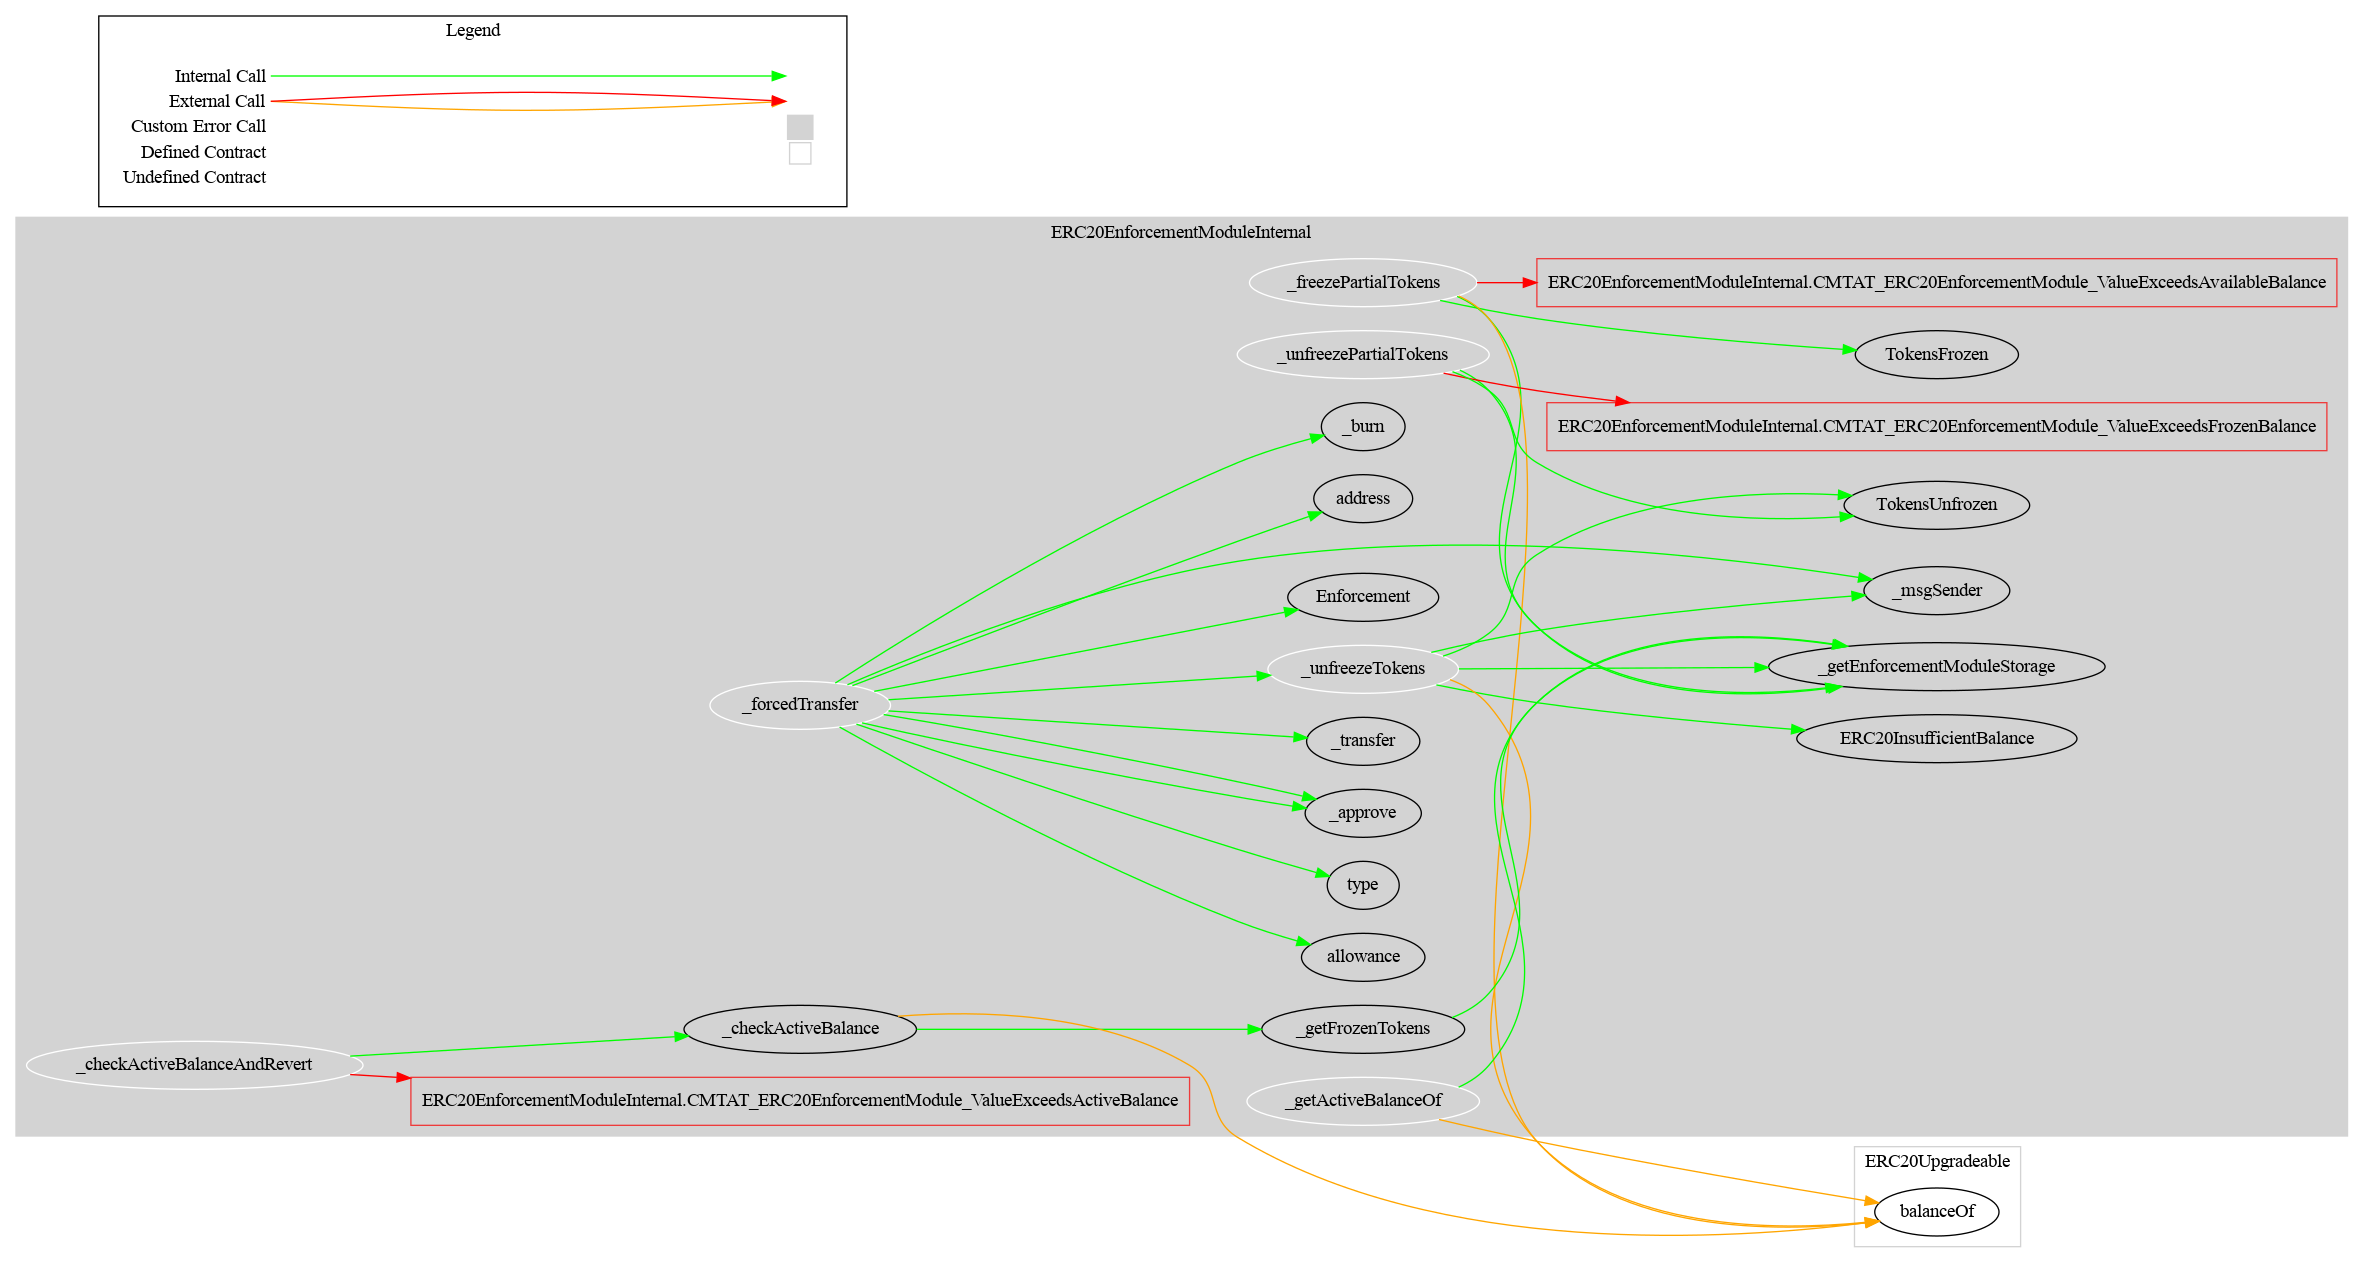 Legend
Internal Call
External Call
Custom Error Call
Defined Contract
Undefined Contract
ERC20EnforcementModuleInternal
_freezePartialTokens
ERC20EnforcementModuleInternal.CMTAT_ERC20EnforcementModule_ValueExceedsAvailableBalance
_unfreezePartialTokens
TokensFrozen
_burn
ERC20EnforcementModuleInternal.CMTAT_ERC20EnforcementModule_ValueExceedsFrozenBalance
address
TokensUnfrozen
Enforcement
_msgSender
_unfreezeTokens
_getEnforcementModuleStorage
_forcedTransfer
_transfer
ERC20InsufficientBalance
_approve
type
allowance
_checkActiveBalance
_getFrozenTokens
_checkActiveBalanceAndRevert
ERC20EnforcementModuleInternal.CMTAT_ERC20EnforcementModule_ValueExceedsActiveBalance
_getActiveBalanceOf
ERC20Upgradeable
balanceOf